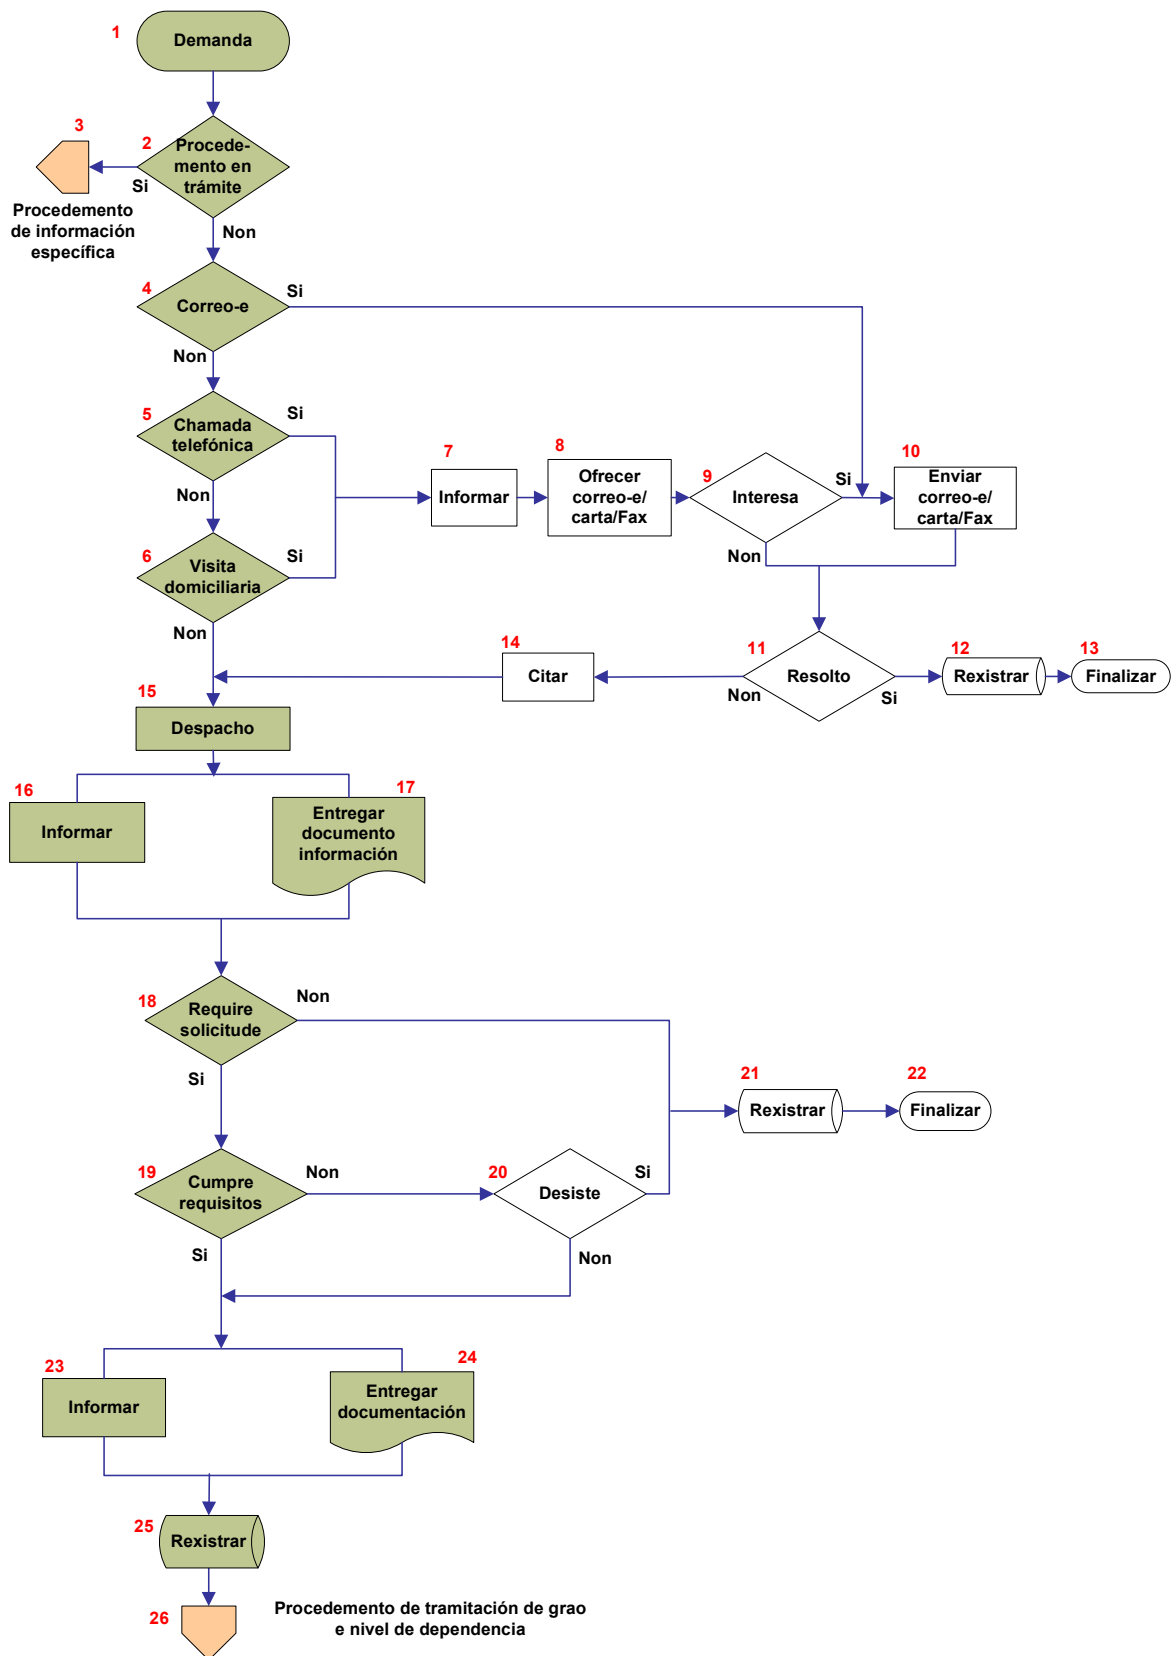 1
Demanda
3
2
Procede-
mento en
trámite
Si
Procedemento
de información
específica
Non
4
Correo-e
Si
Non
5
Chamada
telefónica
Si
Non
6
Visita
domiciliaria
Si
Non
7
Informar
8
Ofrecer
correo-e/
carta/Fax
9
Interesa
Si
Non
10
Enviar
correo-e/
carta/Fax
11
Resolto
Non
Si
12
Rexistrar
13
Finalizar
14
Citar
15
Despacho
16
Informar
17
Entregar
documento
información
18
Require
solicitude
Non
Si
19
Cumpre
requisitos
Non
Si
20
Desiste
Si
Non
21
Rexistrar
22
Finalizar
23
Informar
24
Entregar
documentación
25
Rexistrar
26
Procedemento de tramitación de grao
e nivel de dependencia